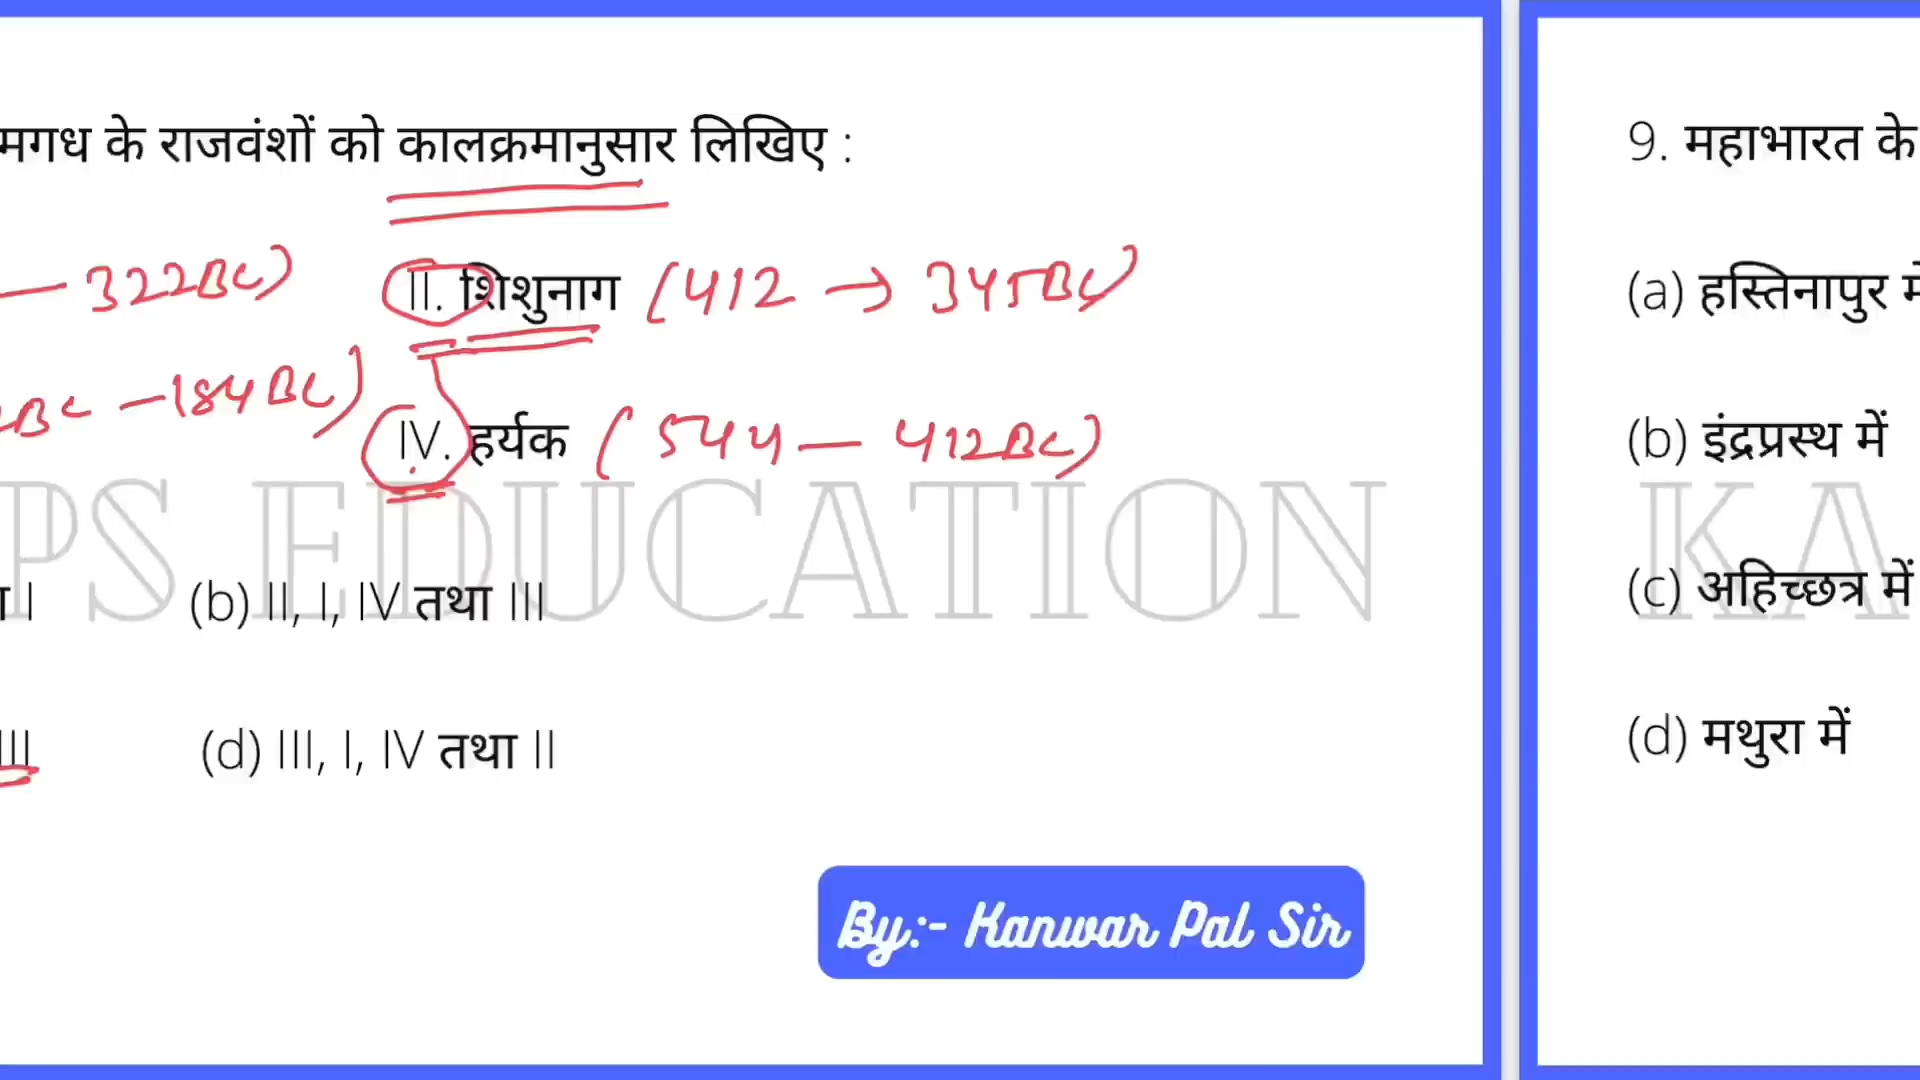 मगध के राजवंशों को कालक्रमानुसार लिखिए :
— 322BC) II. शिशुनाग (412 → 345BC)
BC —184BC)
IV. हर्यक (544 — 412BC)
PS EDUCATION
I (b) II, I, IV तथा III
III (d) III, I, IV तथा II
By:- Kanwar Pal Sir
9. महाभारत के
(a) हस्तिनापुर में
(b) इंद्रप्रस्थ में
KA
(c) अहिच्छत्र में
(d) मथुरा में